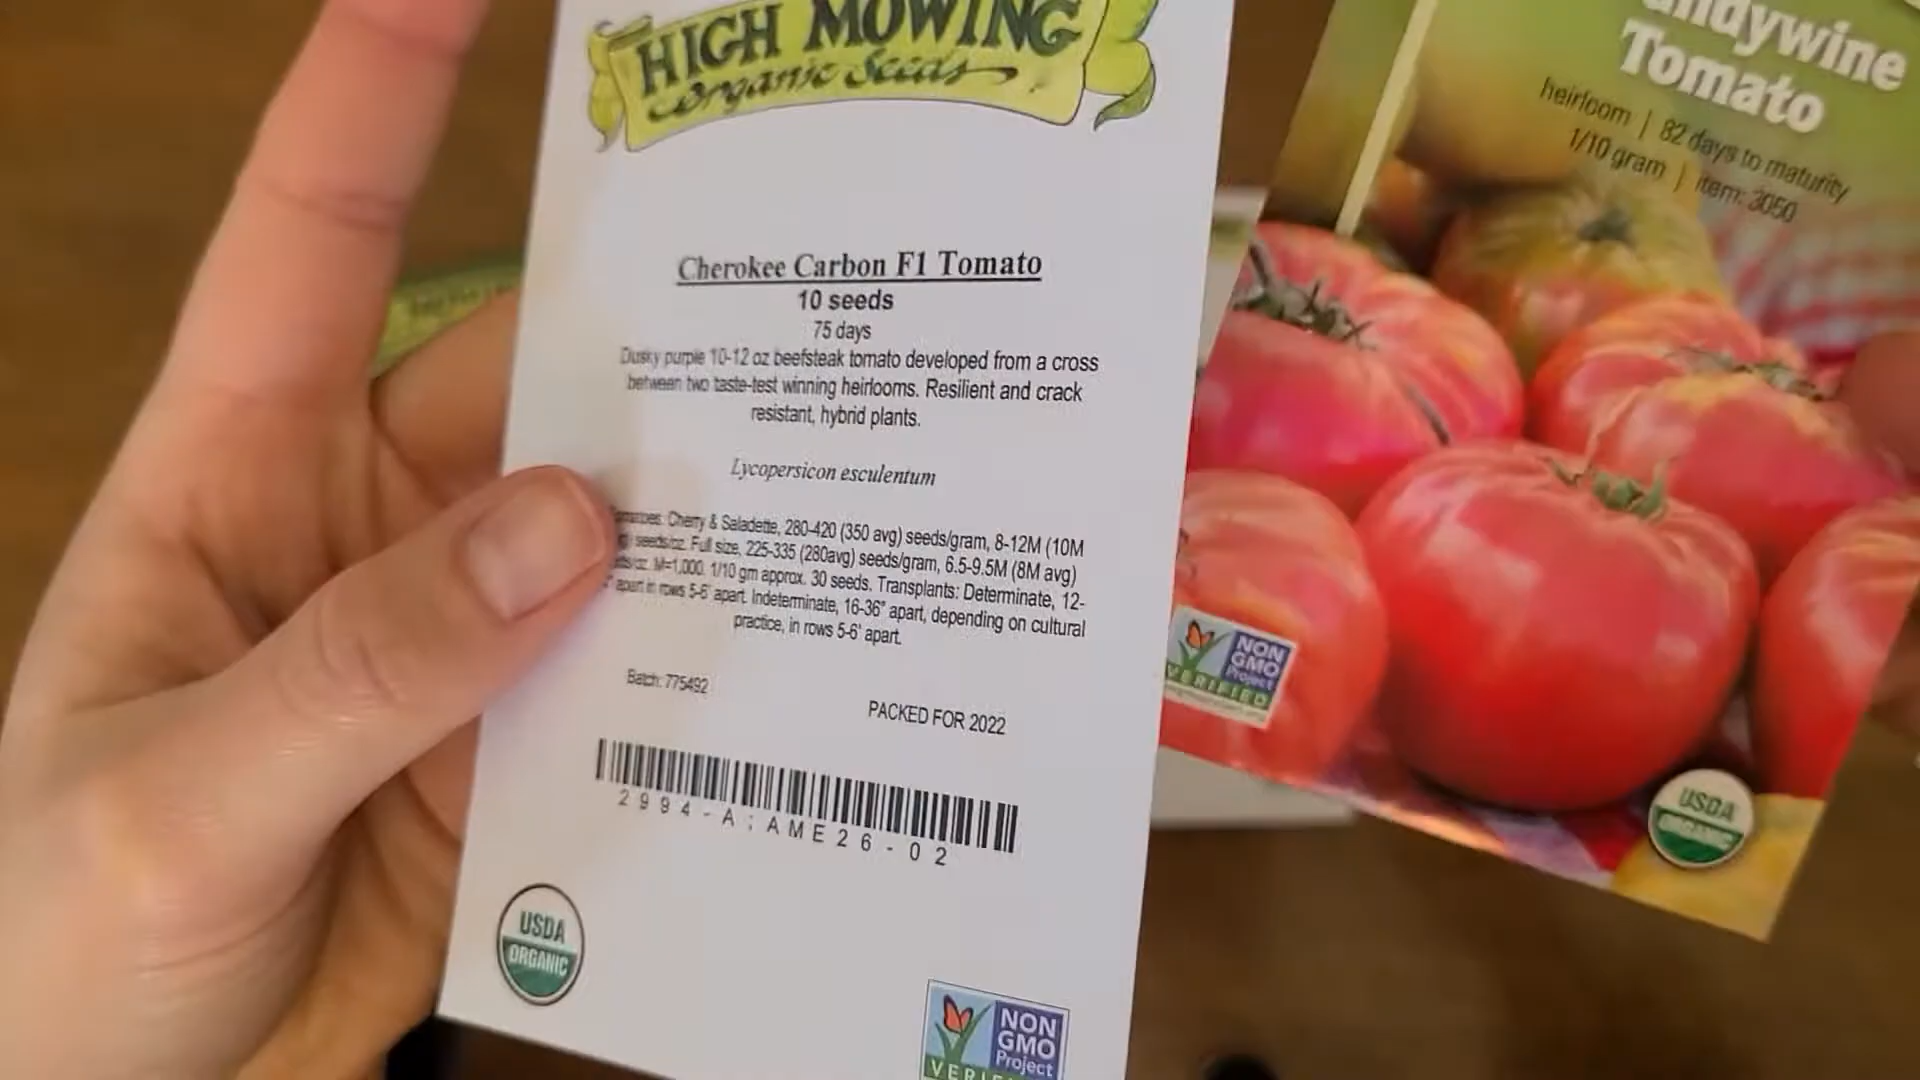 HIGH MOWING
Organic Seeds
Cherokee Carbon F1 Tomato
10 seeds
75 days
Dusky purple 10-12 oz beefsteak tomato developed from a cross
between two taste-test winning heirlooms. Resilient and crack
resistant, hybrid plants.
Lycopersicon esculentum
Cherry & Saladette, 280-420 (350 avg) seeds/gram, 8-12M (10M
seeds/oz. Full size, 225-335 (280avg) seeds/gram, 6.5-9.5M (8M avg)
M=1,000. 1/10 gm approx. 30 seeds. Transplants: Determinate, 12-
apart in rows 5-6' apart. Indeterminate, 16-36" apart, depending on cultural
practice, in rows 5-6' apart.
Batch: 775492
PACKED FOR 2022
2994-A;AME26-02
USDA
ORGANIC
NON
GMO
Project
andywine
Tomato
heirloom | 82 days to maturity
1/10 gram | item: 3050
NON
GMO
Project
VERIFIED
USDA
ORGANIC